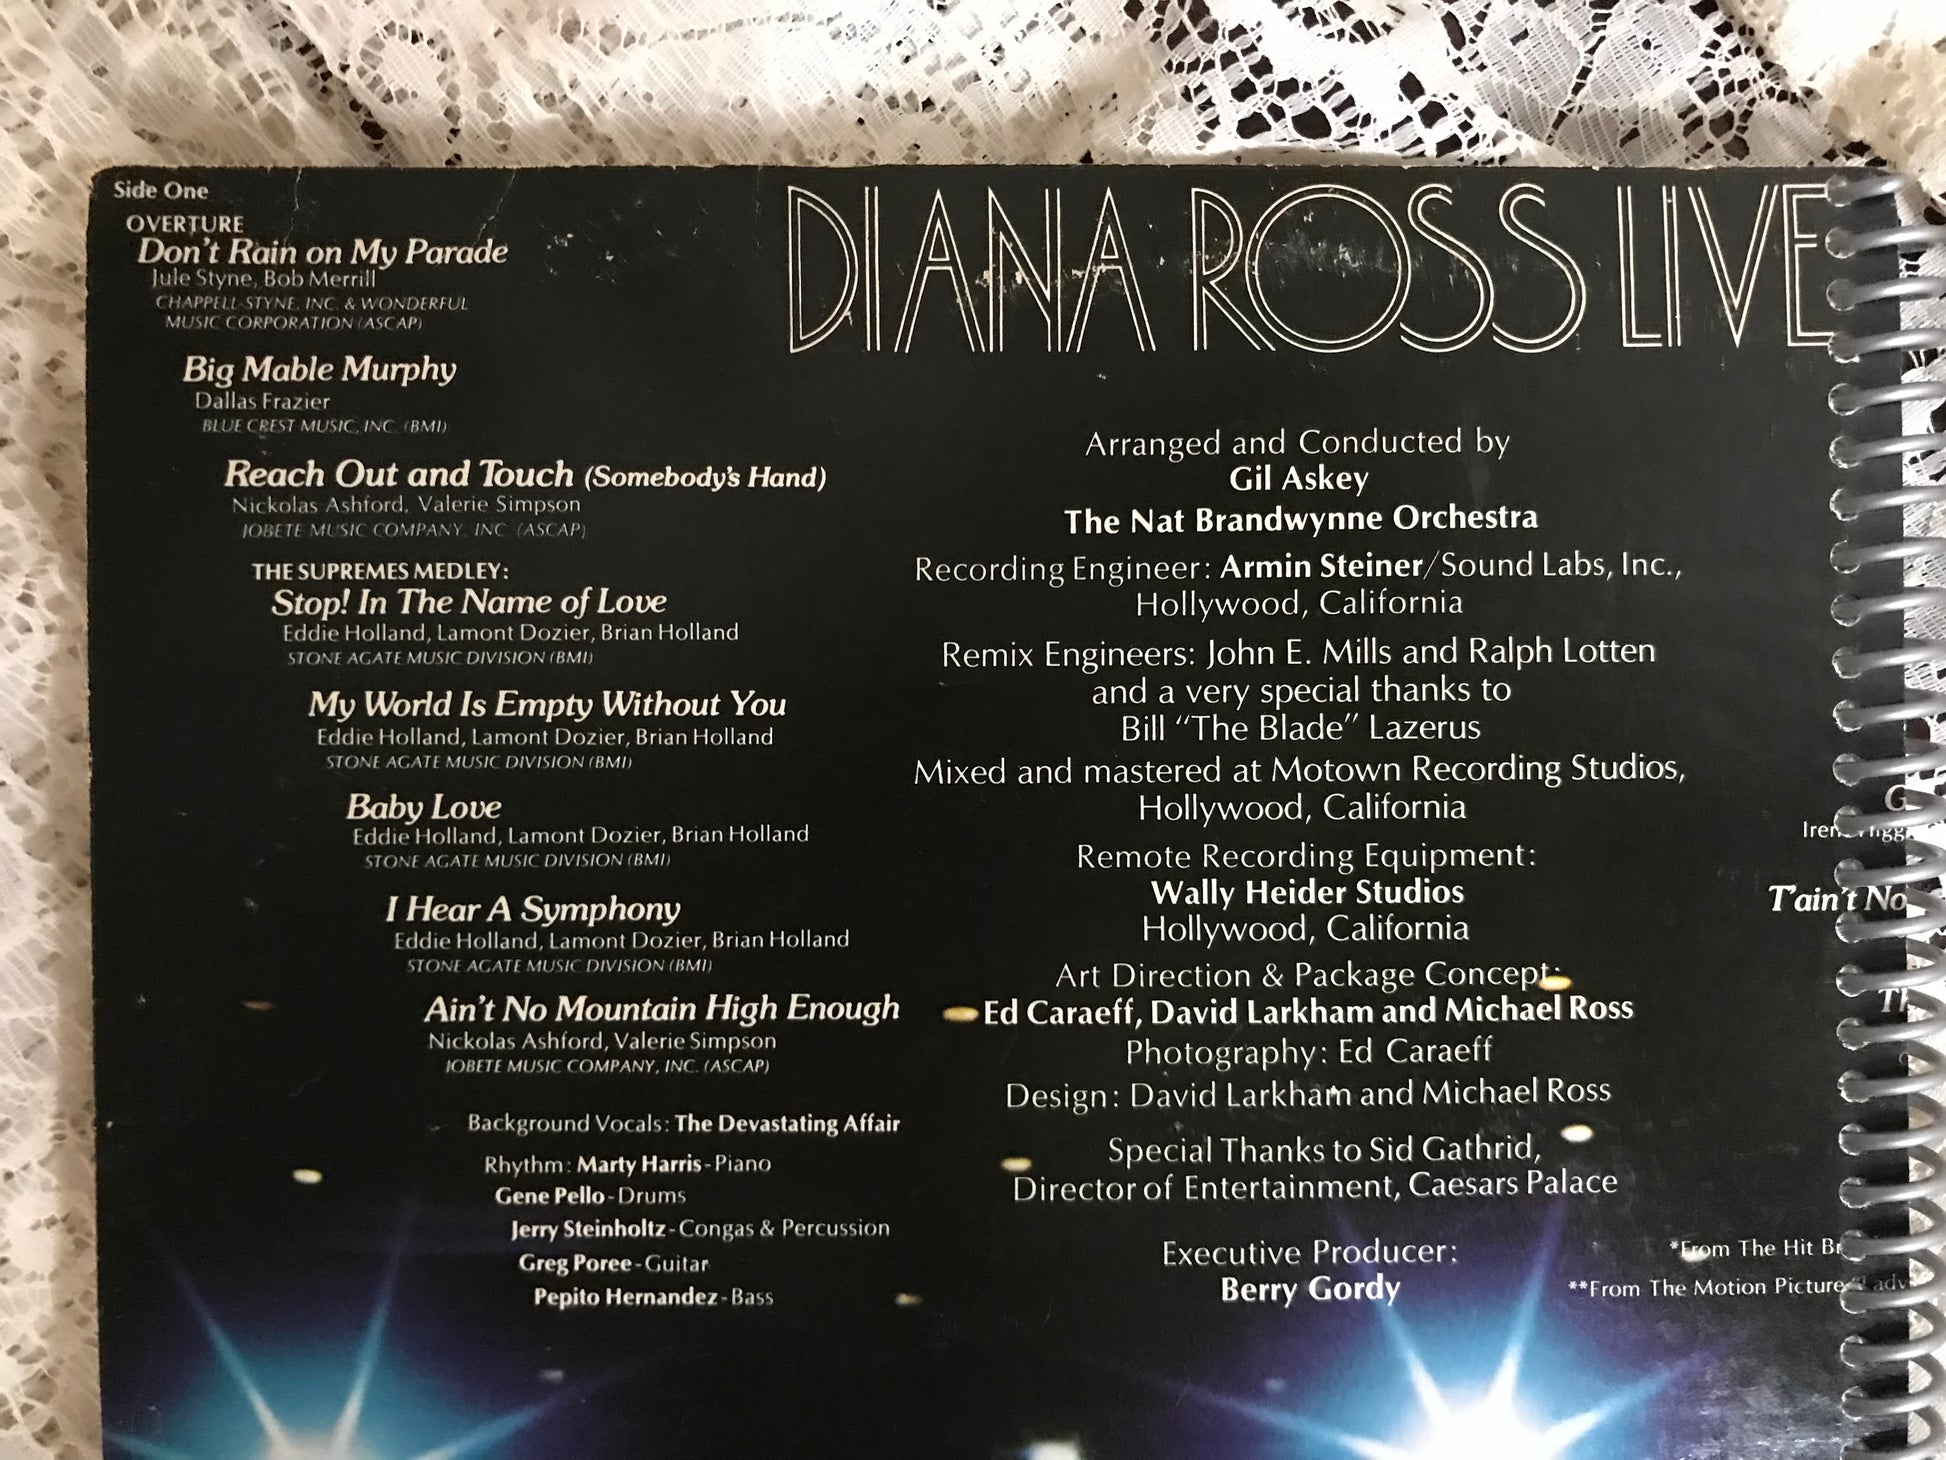 Side One
OVERTURE
Don't Rain on My Parade
Jule Styne, Bob Merrill
CHAPPELL-STYNE, INC. & WONDERFUL
MUSIC CORPORATION (ASCAP)
Big Mable Murphy
Dallas Frazier
BLUE CREST MUSIC, INC. (BMI)
Reach Out and Touch (Somebody's Hand)
Nickolas Ashford, Valerie Simpson
JOBETE MUSIC COMPANY, INC. (ASCAP)
THE SUPREMES MEDLEY:
Stop! In The Name of Love
Eddie Holland, Lamont Dozier, Brian Holland
STONE AGATE MUSIC DIVISION (BMI)
My World Is Empty Without You
Eddie Holland, Lamont Dozier, Brian Holland
STONE AGATE MUSIC DIVISION (BMI)
Baby Love
Eddie Holland, Lamont Dozier, Brian Holland
STONE AGATE MUSIC DIVISION (BMI)
I Hear A Symphony
Eddie Holland, Lamont Dozier, Brian Holland
STONE AGATE MUSIC DIVISION (BMI)
Ain't No Mountain High Enough
Nickolas Ashford, Valerie Simpson
JOBETE MUSIC COMPANY, INC. (ASCAP)
Background Vocals: The Devastating Affair
Rhythm: Marty Harris-Piano
Gene Pello-Drums
Jerry Steinholtz-Congas & Percussion
Greg Poree-Guitar
Pepito Hernandez-Bass
DIANA ROSS LIVE
Arranged and Conducted by
Gil Askey
The Nat Brandwynne Orchestra
Recording Engineer: Armin Steiner/Sound Labs, Inc.,
Hollywood, California
Remix Engineers: John E. Mills and Ralph Lotten
and a very special thanks to
Bill "The Blade" Lazerus
Mixed and mastered at Motown Recording Studios,
Hollywood, California
Remote Recording Equipment:
Wally Heider Studios
Hollywood, California
Art Direction & Package Concept:
Ed Caraeff, David Larkham and Michael Ross
Photography: Ed Caraeff
Design: David Larkham and Michael Ross
Special Thanks to Sid Gathrid,
Director of Entertainment, Caesars Palace
Executive Producer:
Berry Gordy
T'ain't No
*From The Hit
**From The Motion Picture